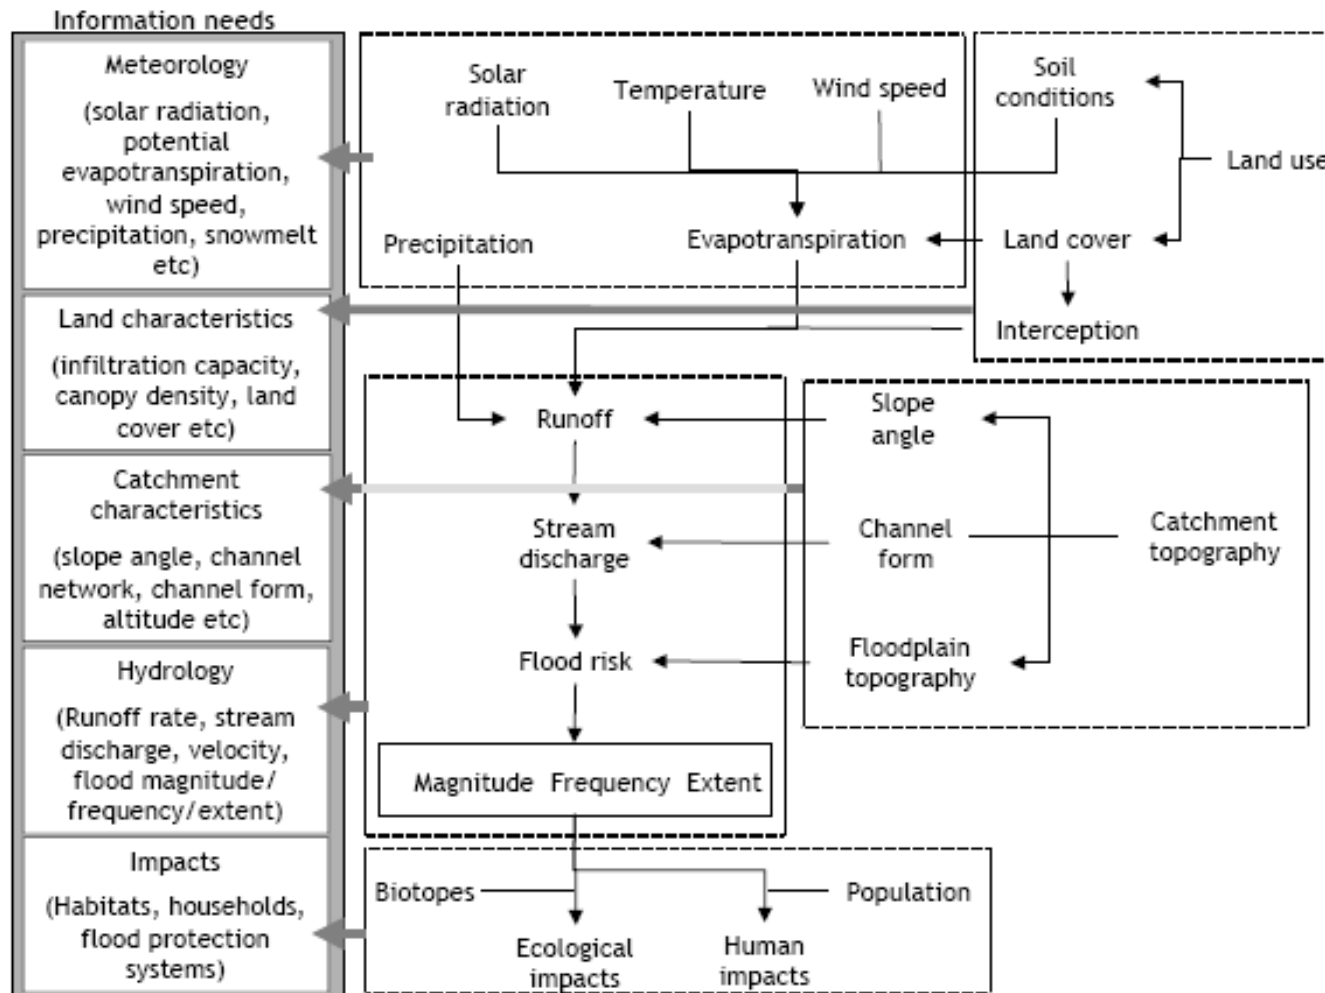 Information needs
Meteorology
(solar radiation,
potential
evapotranspiration,
wind speed,
precipitation, snowmelt
etc)
Land characteristics
(infiltration capacity,
canopy density, land
cover etc)
Catchment
characteristics
(slope angle, channel
network, channel form,
altitude etc)
Hydrology
(Runoff rate, stream
discharge, velocity,
flood magnitude/
frequency/extent)
Impacts
(Habitats, households,
flood protection
systems)
Solar
radiation
Temperature
Wind speed
Soil
conditions
Land use
Precipitation
Evapotranspiration
Land cover
Interception
Runoff
Slope
angle
Stream
discharge
Channel
form
Catchment
topography
Flood risk
Floodplain
topography
Magnitude Frequency Extent
Biotopes
Population
Ecological
impacts
Human
impacts